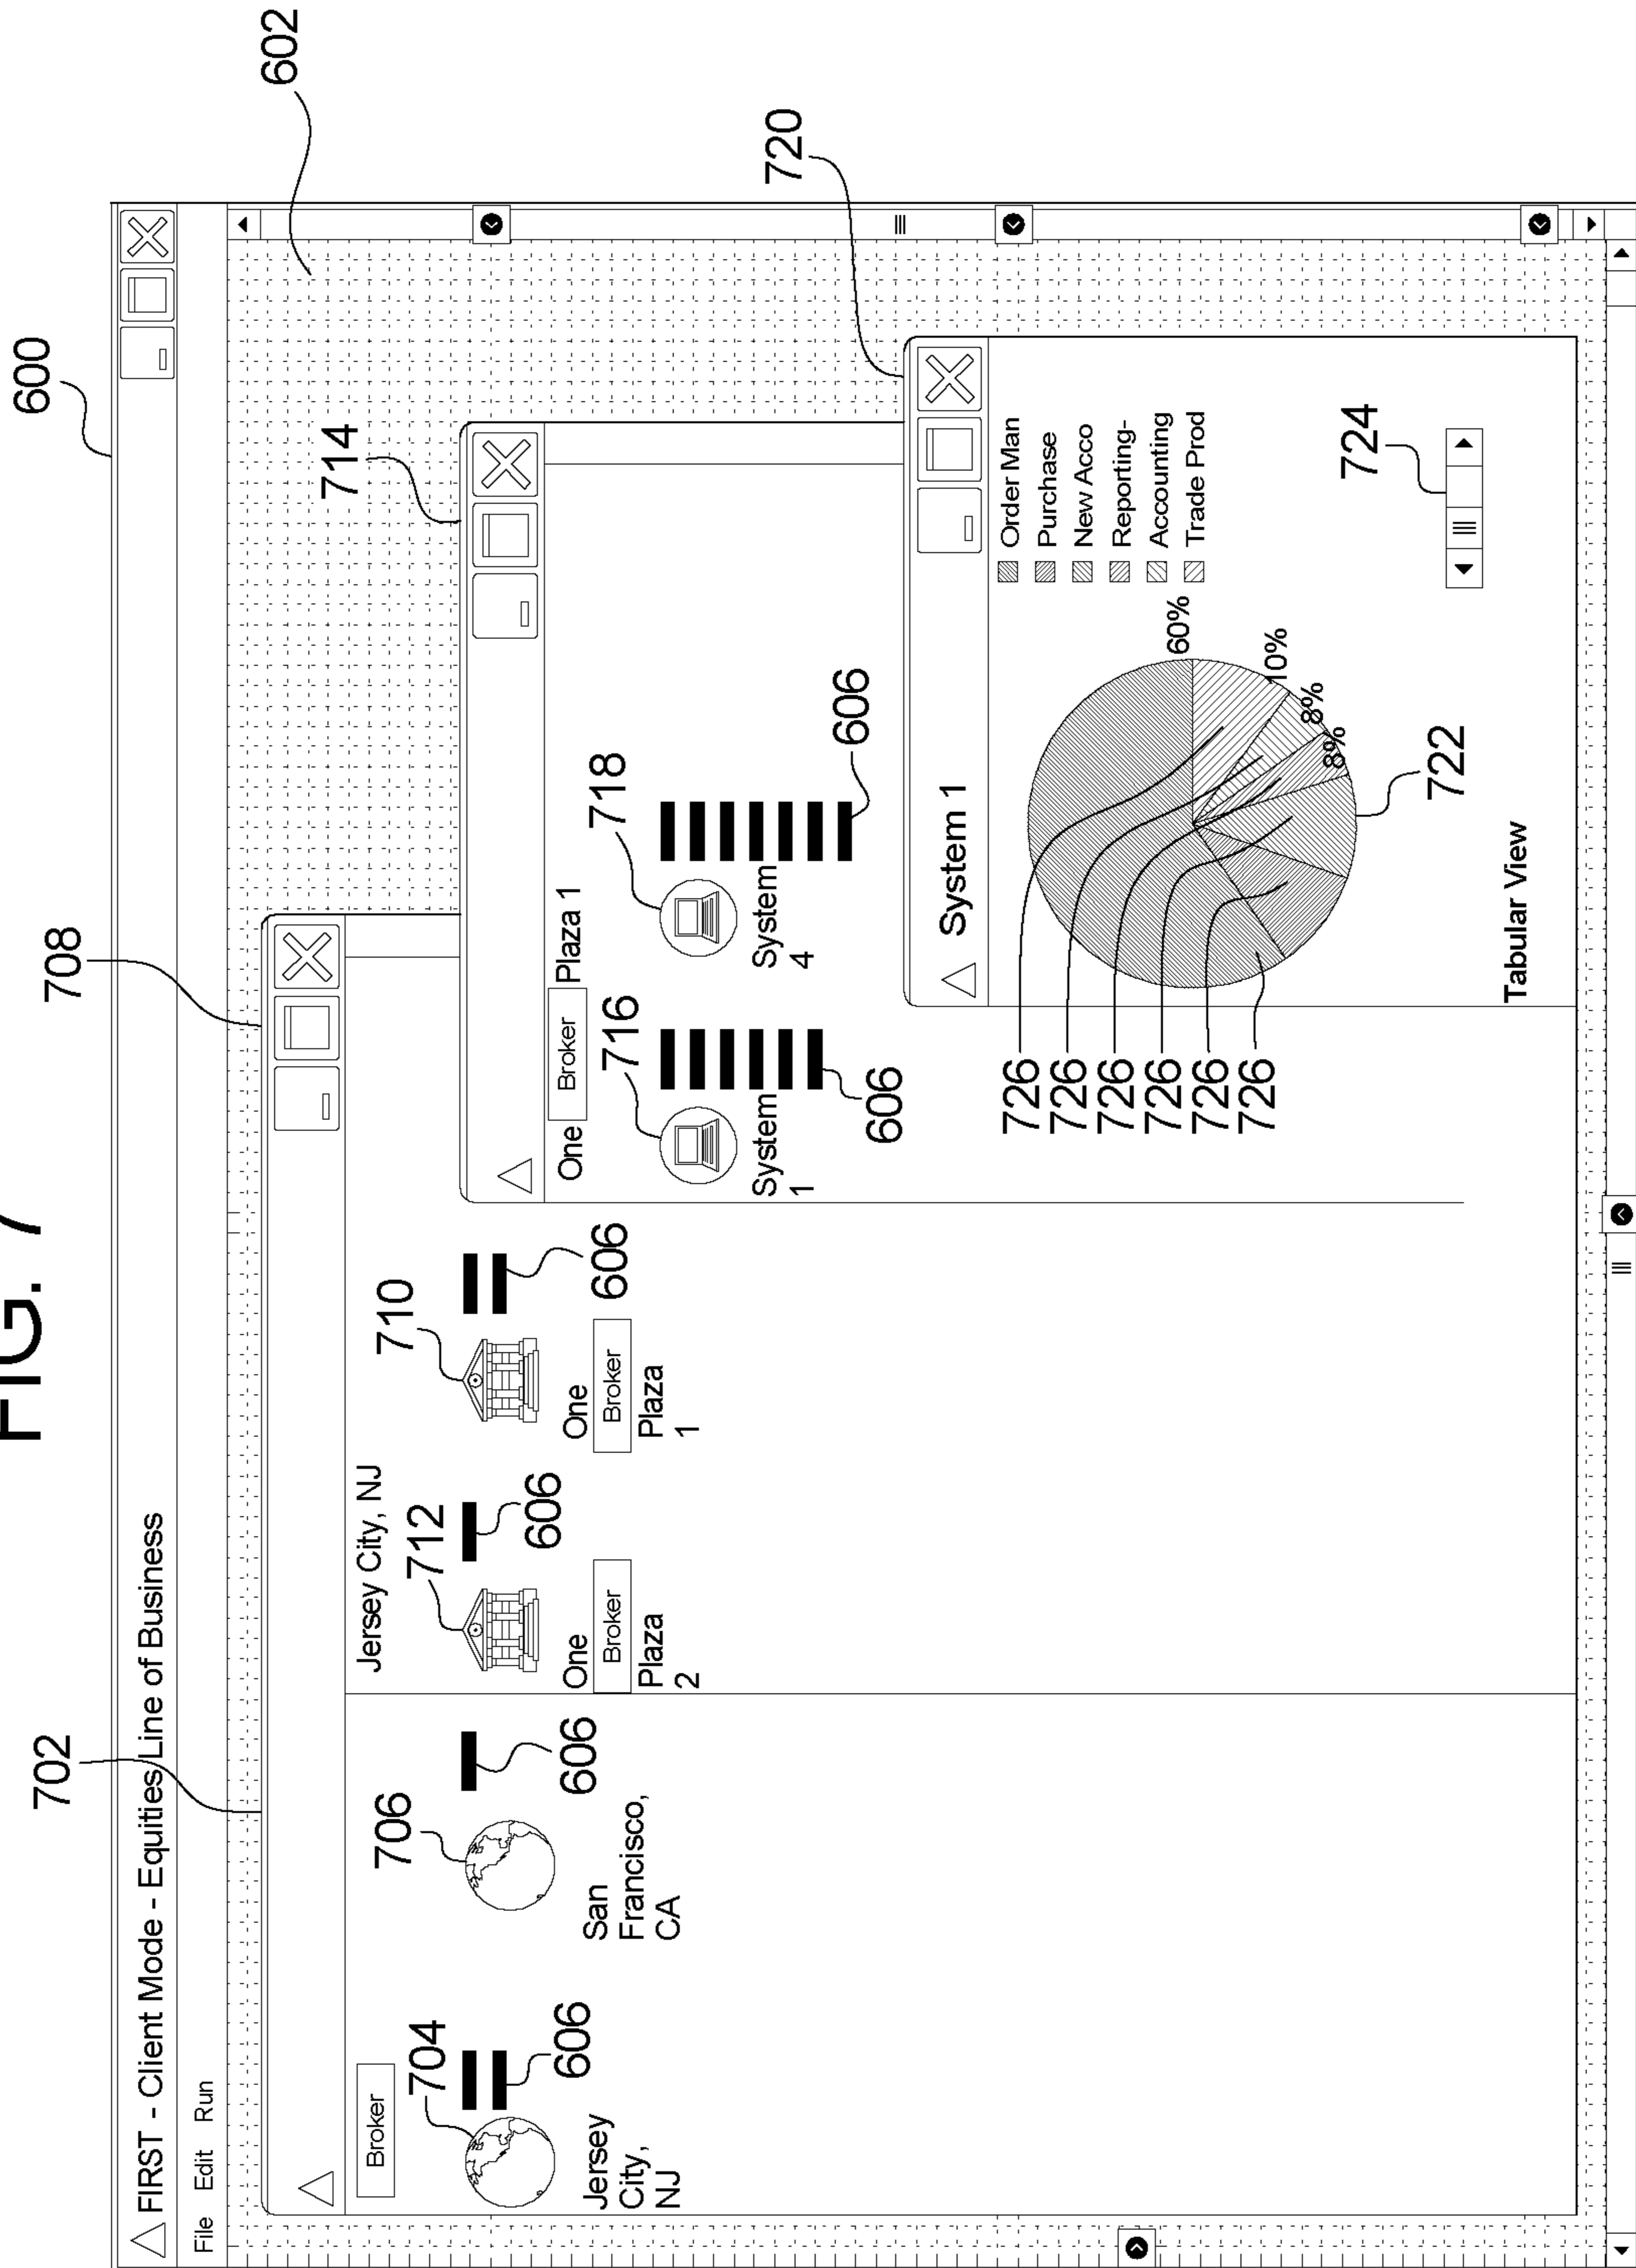 FIG. 7
600
602
FIRST - Client Mode - Equities/Line of Business
File Edit Run
702
708
714
720
Broker
704
606
Jersey
City,
NJ
706
606
San
Francisco,
CA
Jersey City, NJ
712
606
One
Broker
Plaza
2
710
606
One
Broker
Plaza
1
One Broker Plaza 1
716
606
System
1
718
606
System
4
System 1
726
726
726
726
726
726
60%
10%
8%
8%
722
Order Man
Purchase
New Acco
Reporting-
Accounting
Trade Prod
724
Tabular View